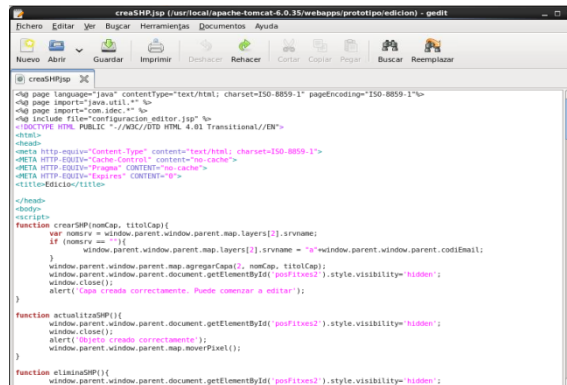 creaSHP.jsp (/usr/local/apache-tomcat-6.0.35/webapps/prototipo/edicion) - gedit
Fichero Editar Ver Buscar Herramientas Documentos Ayuda
Nuevo Abrir Guardar Imprimir Deshacer Rehacer Cortar Copiar Pegar Buscar Reemplazar
creaSHP.jsp
<%@ page language="java" contentType="text/html; charset=ISO-8859-1" pageEncoding="ISO-8859-1"%>
<%@ page import="java.util.*" %>
<%@ page import="com.idec.*" %>
<%@ include file="configuracion_editor.jsp" %>
<!DOCTYPE HTML PUBLIC "-//W3C//DTD HTML 4.01 Transitional//EN">
<html>
<head>
<meta http-equiv="Content-Type" content="text/html; charset=ISO-8859-1">
<META HTTP-EQUIV="Cache-Control" content="no-cache">
<META HTTP-EQUIV="Pragma" CONTENT="no-cache">
<META HTTP-EQUIV="Expires" CONTENT="0">
<title>Edicio</title>
</head>
<body>
<script>
function crearSHP(nomCap, titolCap){
var nomsrv = window.parent.window.parent.map.layers[2].srvname;
if (nomsrv == ""){
window.parent.window.parent.map.layers[2].srvname = "a"+window.parent.window.parent.codiEmail;
}
window.parent.window.parent.map.agregarCapa(2, nomCap, titolCap);
window.parent.document.getElementById('posFitxes2').style.visibility='hidden';
window.close();
alert('Capa creada correctamente. Puede comenzar a editar');
}
function actualitzaSHP(){
window.parent.document.getElementById('posFitxes2').style.visibility='hidden';
window.close();
alert('Objeto creado correctamente');
window.parent.window.parent.map.moverPixel();
}
function eliminaSHP(){
window.parent.document.getElementById('posFitxes2').style.visibility='hidden';